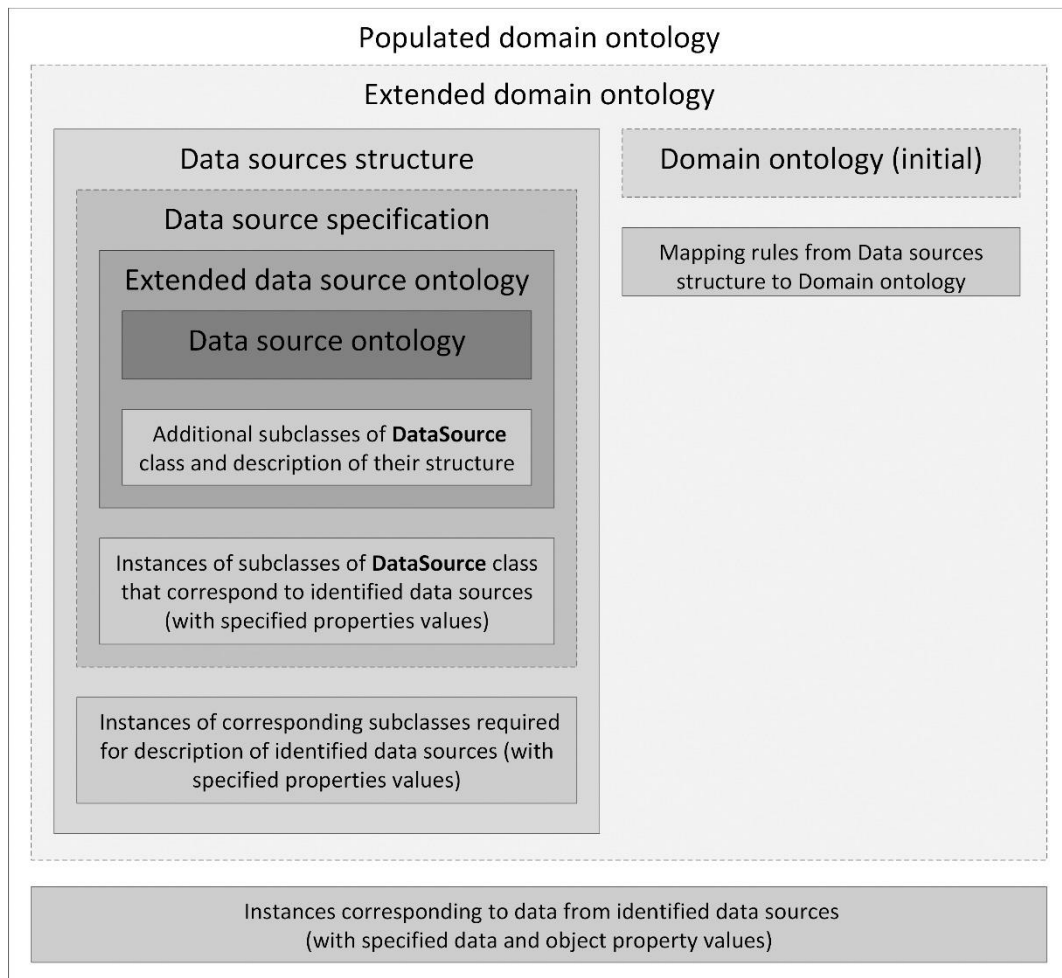 Populated domain ontology
Extended domain ontology
Data sources structure
Data source specification
Extended data source ontology
Data source ontology
Additional subclasses of DataSource
class and description of their structure
Instances of subclasses of DataSource class
that correspond to identified data sources
(with specified properties values)
Instances of corresponding subclasses required
for description of identified data sources (with
specified properties values)
Domain ontology (initial)
Mapping rules from Data sources
structure to Domain ontology
Instances corresponding to data from identified data sources
(with specified data and object property values)